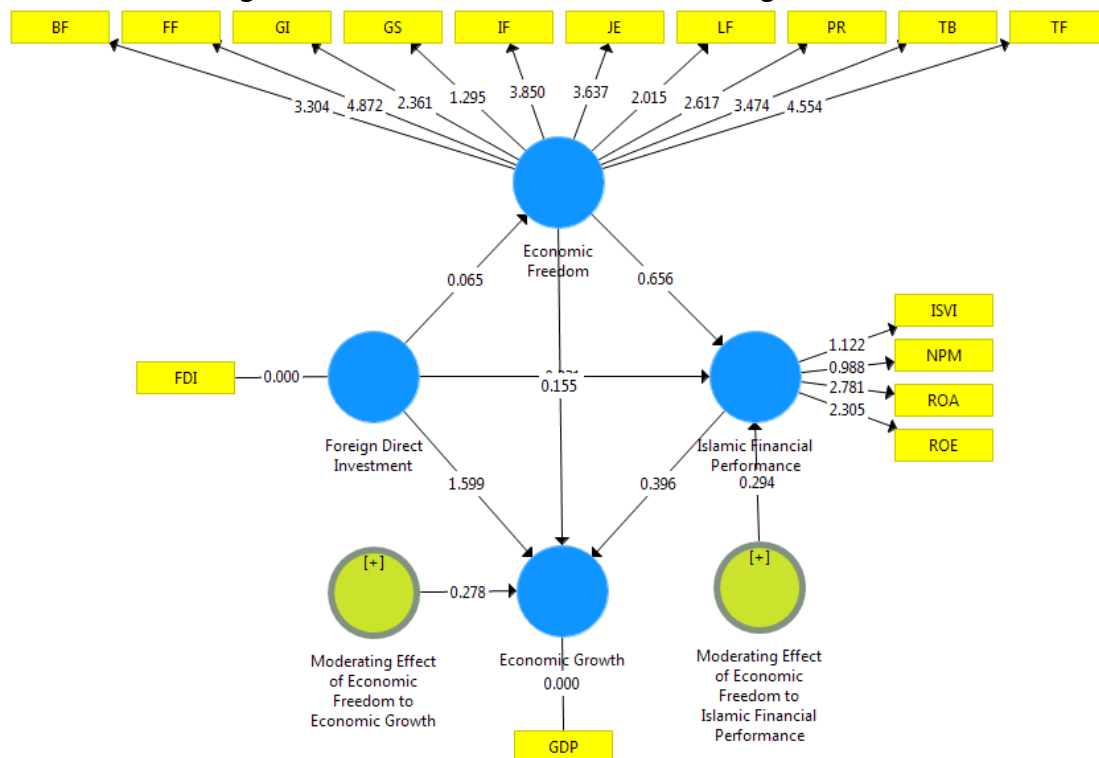 BF FF GI GS IF JE LF PR TB TF
3.304 4.872 2.361 1.295 3.850 3.637 2.015 2.617 3.474 4.554
Economic
Freedom
0.065 0.656
ISVI
1.122
NPM
0.988
FDI 0.000
0.155
2.781
ROA
2.305
ROE
Foreign Direct
Investment
Islamic Financial
Performance
1.599 0.396 0.294
[+] [+]
0.278
Economic Growth
0.000
Moderating Effect
of Economic
Freedom to
Economic Growth
Moderating Effect
of Economic
Freedom to
Islamic Financial
Performance
GDP